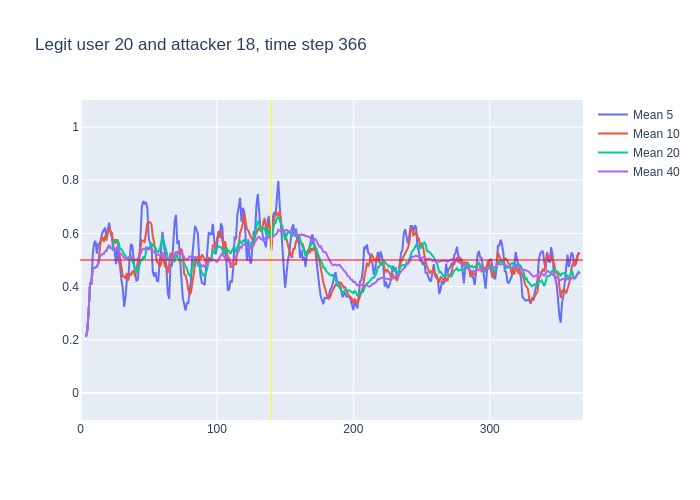 Legit user 20 and attacker 18, time step 366
Mean 5
Mean 10
Mean 20
Mean 40
1
0.8
0.6
0.4
0.2
0
0 100 200 300